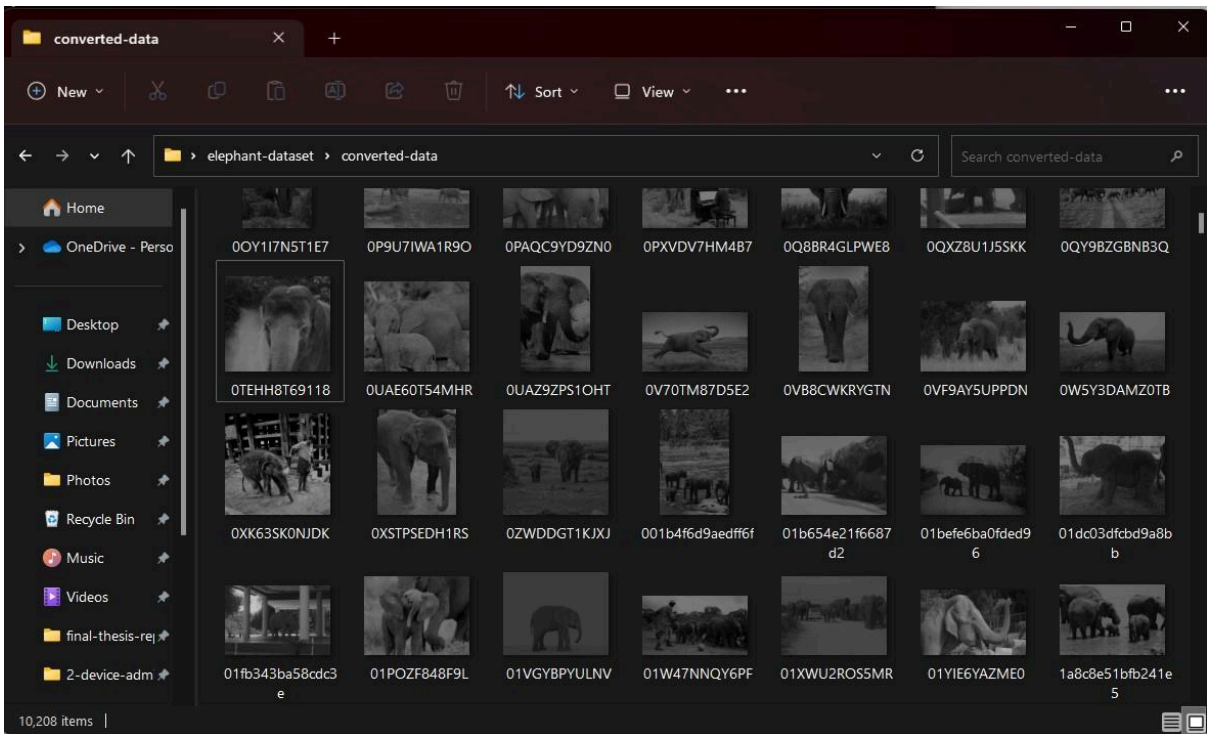 converted-data
New
Sort
View
elephant-dataset › converted-data
Search converted-data
Home
OneDrive - Perso
Desktop
Downloads
Documents
Pictures
Photos
Recycle Bin
Music
Videos
final-thesis-rep
2-device-adm
0OY1I7N5T1E7 0P9U7IWA1R9O 0PAQC9YD9ZN0 0PXVDV7HM4B7 0Q8BR4GLPWE8 0QXZ8U1J5SKK 0QY9BZGBNB3Q
0TEHH8T69118 0UAE60T54MHR 0UAZ9ZPS1OHT 0V70TM87D5E2 0VB8CWKRYGTN 0VF9AY5UPPDN 0W5Y3DAMZ0TB
0XK63SK0NJDK 0XSTPSEDH1RS 0ZWDDGT1KJXJ 001b4f6d9aedff6f 01b654e21f6687 01befe6ba0fded9 01dc03dfcbd9a8b
d2 6 b
01fb343ba58cdc3 01POZF848F9L 01VGYBPYULNV 01W47NNQY6PF 01XWU2ROS5MR 01YIE6YAZME0 1a8c8e51bfb241e
e 5
10,208 items